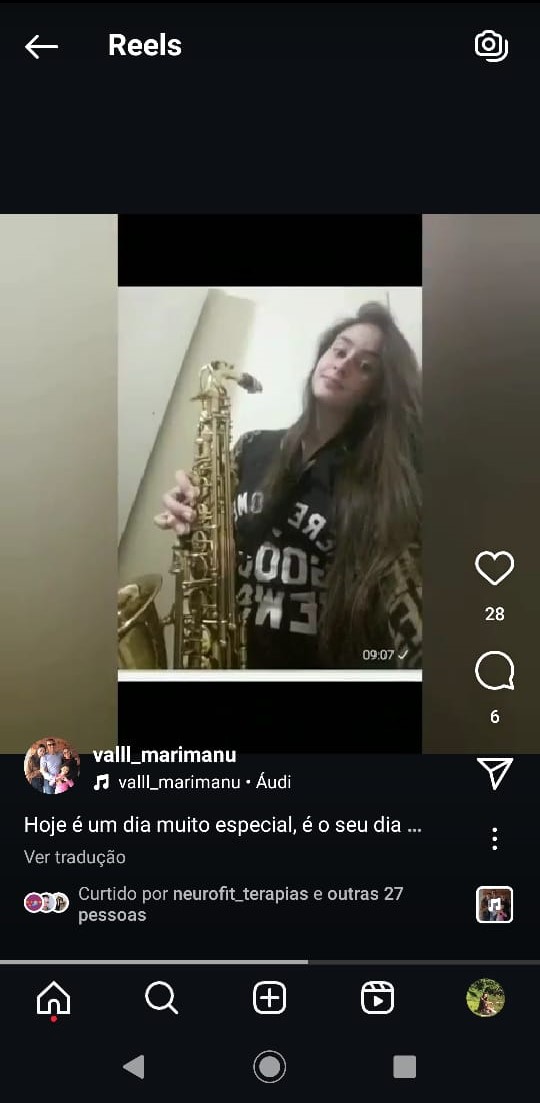 Reels
09:07
28
6
valll_marimanu
valll_marimanu • Áudi
Hoje é um dia muito especial, é o seu dia ...
Ver tradução
Curtido por neurofit_terapias e outras 27
pessoas